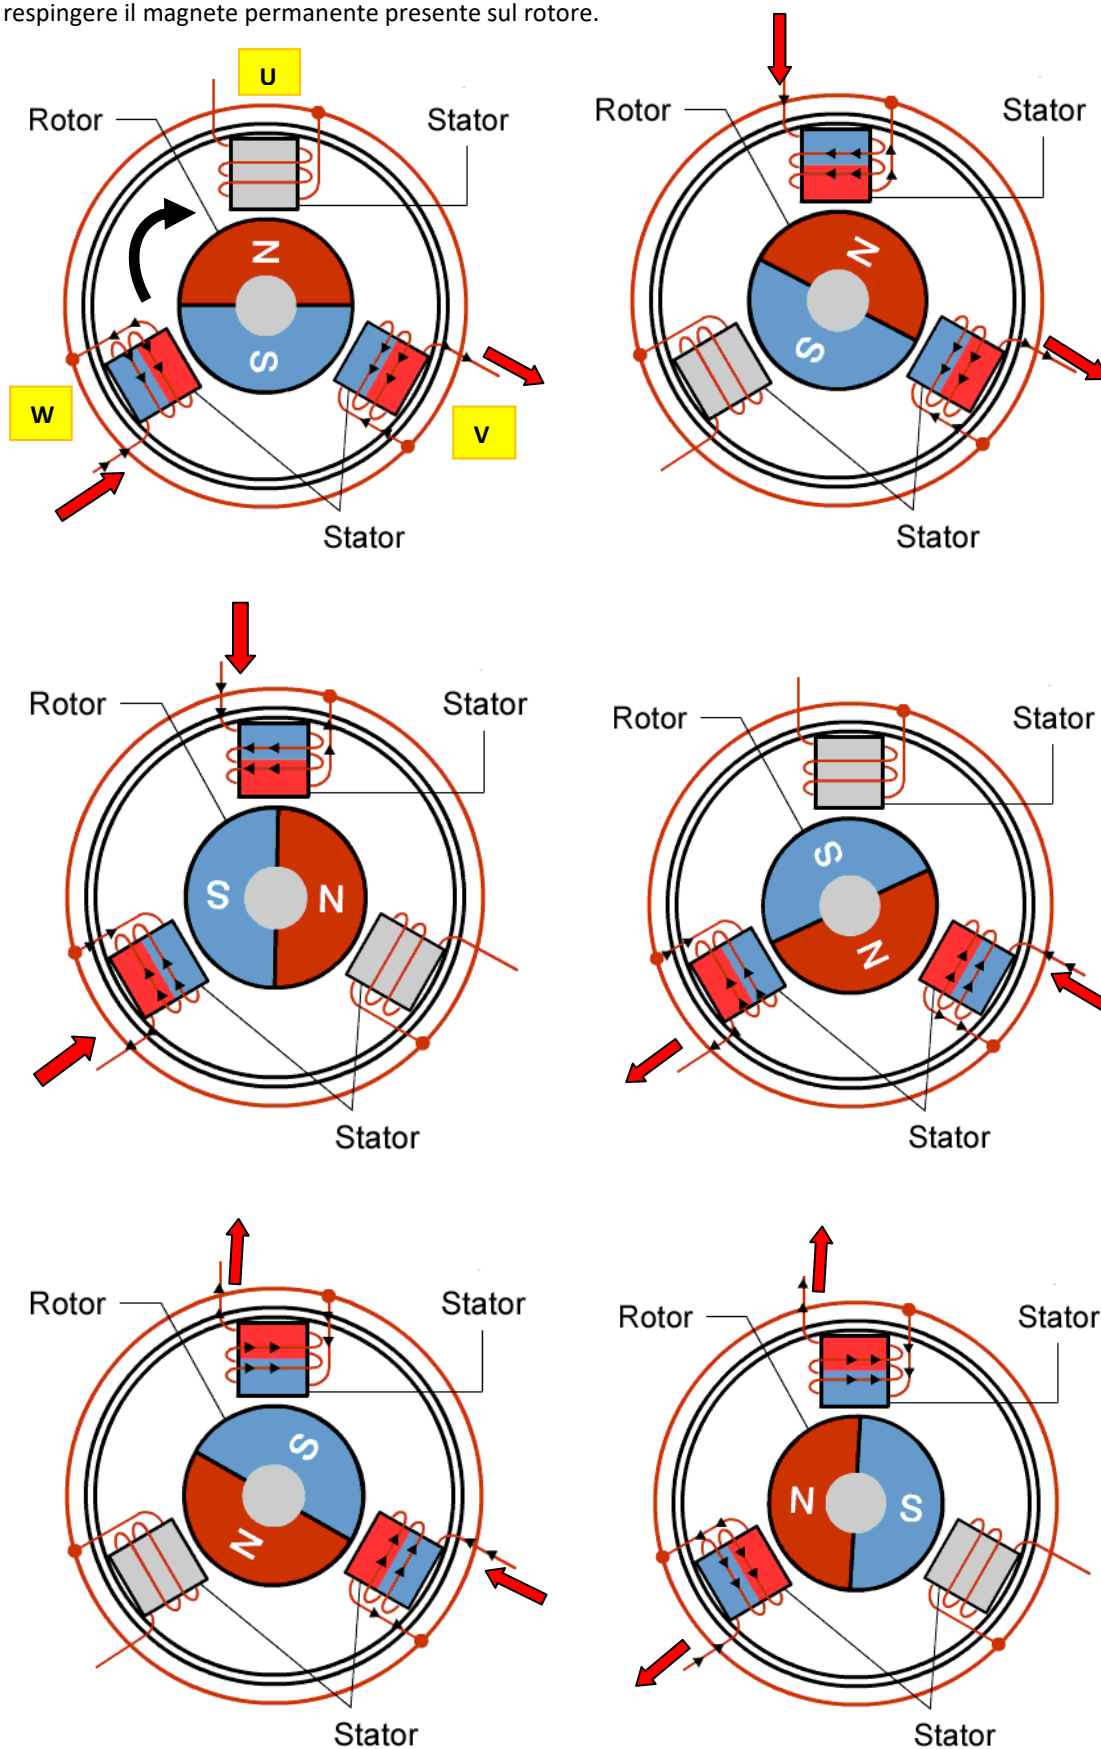 respingere il magnete permanente presente sul rotore.
U
Rotor
Stator
N
S
W
V
Stator
Rotor
Stator
N
S
Stator
Rotor
Stator
S
N
Stator
Rotor
Stator
S
N
Stator
Rotor
Stator
S
N
Stator
Rotor
Stator
N
S
Stator